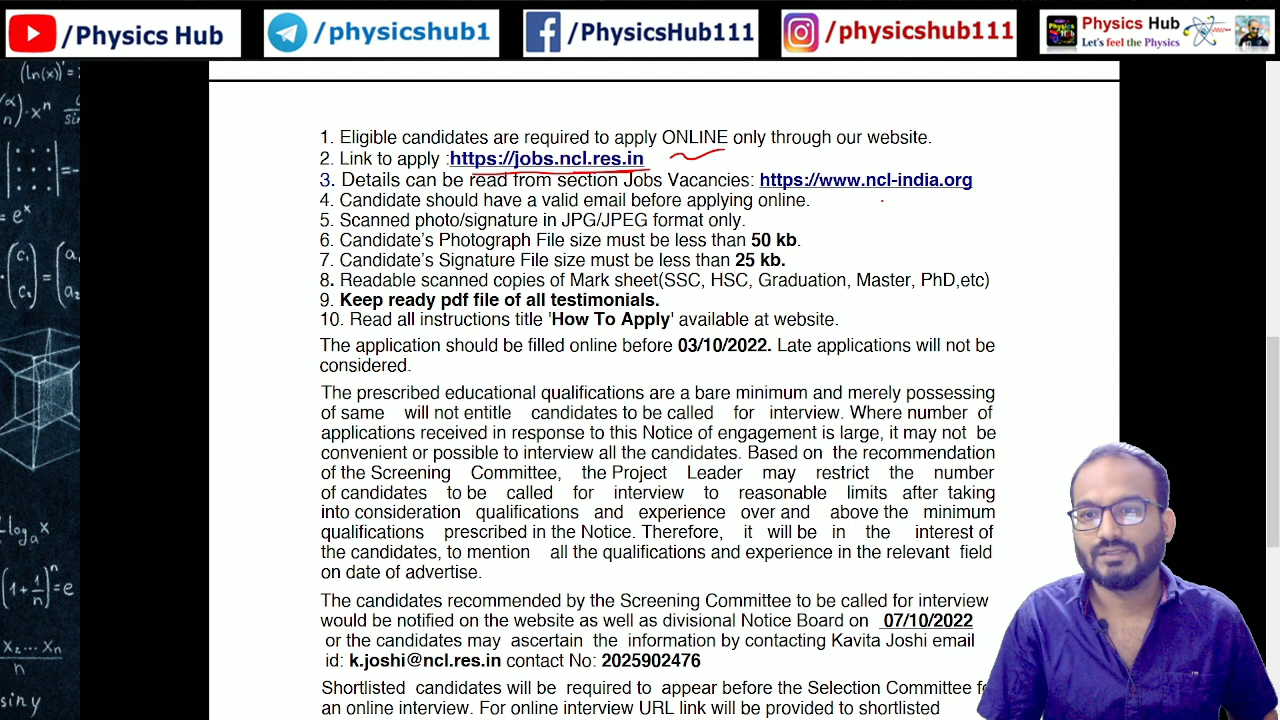 /Physics Hub
/physicshub1
/PhysicsHub111
/physicshub111
Physics Hub
Let's feel the Physics
1. Eligible candidates are required to apply ONLINE only through our website.
2. Link to apply :https://jobs.ncl.res.in
3. Details can be read from section Jobs Vacancies: https://www.ncl-india.org
4. Candidate should have a valid email before applying online.
5. Scanned photo/signature in JPG/JPEG format only.
6. Candidate's Photograph File size must be less than 50 kb.
7. Candidate's Signature File size must be less than 25 kb.
8. Readable scanned copies of Mark sheet(SSC, HSC, Graduation, Master, PhD,etc)
9. Keep ready pdf file of all testimonials.
10. Read all instructions title 'How To Apply' available at website.
The application should be filled online before 03/10/2022. Late applications will not be
considered.
The prescribed educational qualifications are a bare minimum and merely possessing
of same will not entitle candidates to be called for interview. Where number of
applications received in response to this Notice of engagement is large, it may not be
convenient or possible to interview all the candidates. Based on the recommendation
of the Screening Committee, the Project Leader may restrict the number
of candidates to be called for interview to reasonable limits after taking
into consideration qualifications and experience over and above the minimum
qualifications prescribed in the Notice. Therefore, it will be in the interest of
the candidates, to mention all the qualifications and experience in the relevant field
on date of advertise.
The candidates recommended by the Screening Committee to be called for interview
would be notified on the website as well as divisional Notice Board on 07/10/2022
or the candidates may ascertain the information by contacting Kavita Joshi email
id: k.joshi@ncl.res.in contact No: 2025902476
Shortlisted candidates will be required to appear before the Selection Committee
an online interview. For online interview URL link will be provided to shortlisted